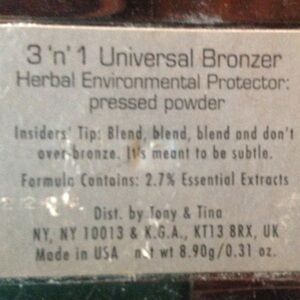 3 'n' 1 Universal Bronzer
Herbal Environmental Protector:
pressed powder
Insiders' Tip: Blend, blend, blend and don't
over-bronze. It's meant to be subtle.
Formula Contains: 2.7% Essential Extracts
Dist. by Tony & Tina
NY, NY 10013 & K.G.A., KT13 8RX, UK
Made in USA net wt 8.90g/0.31 oz.